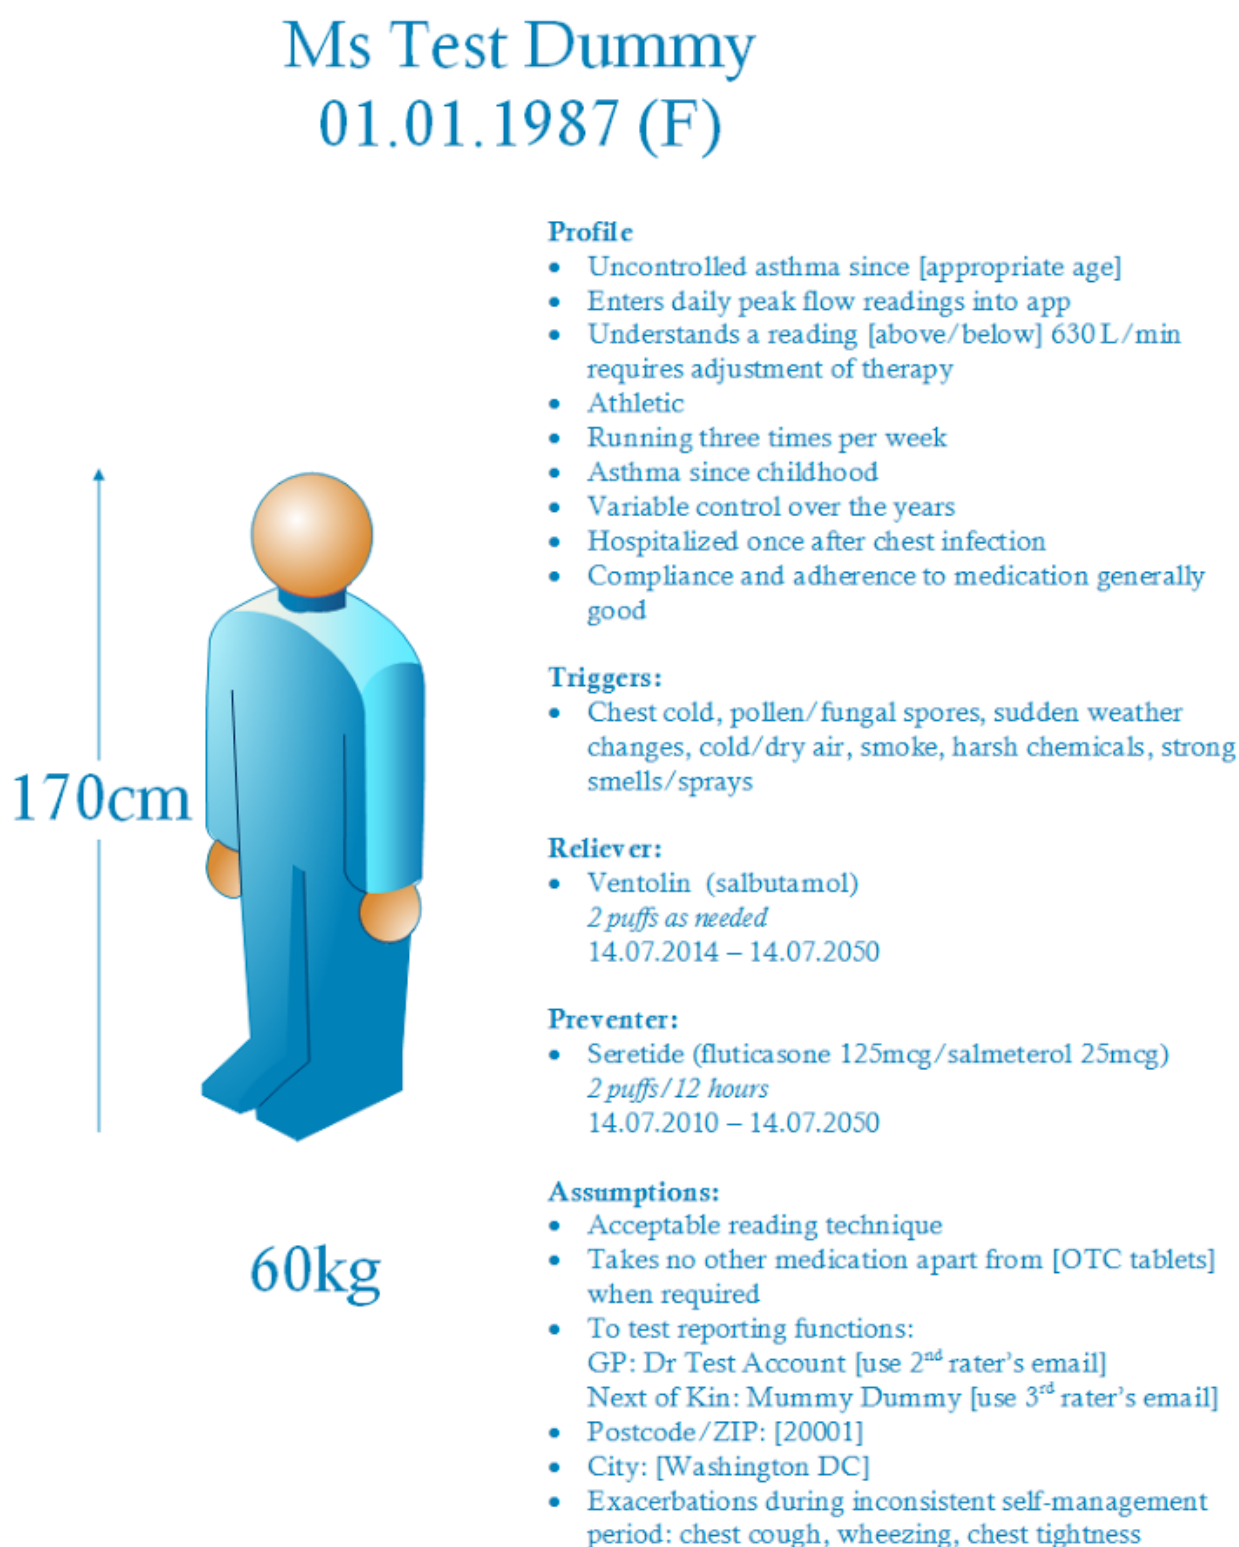 Ms Test Dummy
01.01.1987 (F)
Profile
• Uncontrolled asthma since [appropriate age]
• Enters daily peak flow readings into app
• Understands a reading [above/below] 630 L/min
requires adjustment of therapy
• Athletic
• Running three times per week
• Asthma since childhood
• Variable control over the years
• Hospitalized once after chest infection
• Compliance and adherence to medication generally
good
Triggers:
• Chest cold, pollen/fungal spores, sudden weather
changes, cold/dry air, smoke, harsh chemicals, strong
smells/sprays
170cm
Reliever:
• Ventolin (salbutamol)
2 puffs as needed
14.07.2014 – 14.07.2050
Preventer:
• Seretide (fluticasone 125mcg/salmeterol 25mcg)
2 puffs/12 hours
14.07.2010 – 14.07.2050
60kg
Assumptions:
• Acceptable reading technique
• Takes no other medication apart from [OTC tablets]
when required
• To test reporting functions:
GP: Dr Test Account [use 2nd rater's email]
Next of Kin: Mummy Dummy [use 3rd rater's email]
• Postcode/ZIP: [20001]
• City: [Washington DC]
• Exacerbations during inconsistent self-management
period: chest cough, wheezing, chest tightness